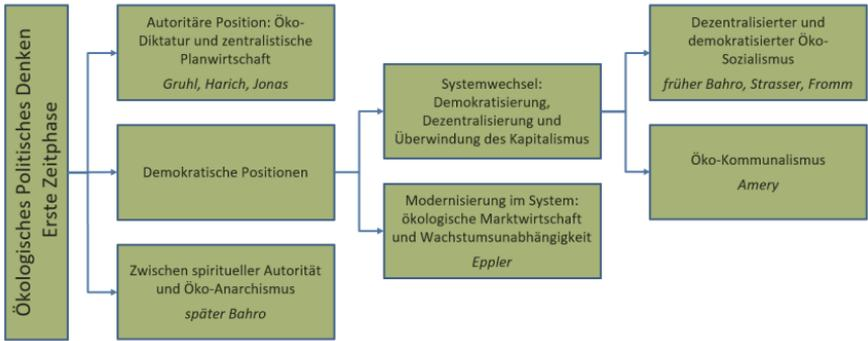 Ökologisches Politisches Denken
Erste Zeitphase
Autoritäre Position: Öko-
Diktatur und zentralistische
Planwirtschaft
Gruhl, Harich, Jonas
Demokratische Positionen
Zwischen spiritueller Autorität
und Öko-Anarchismus
später Bahro
Systemwechsel:
Demokratisierung,
Dezentralisierung und
Überwindung des Kapitalismus
Modernisierung im System:
ökologische Marktwirtschaft
und Wachstumsunabhängigkeit
Eppler
Dezentralisierter und
demokratisierter Öko-
Sozialismus
früher Bahro, Strasser, Fromm
Öko-Kommunalismus
Amery